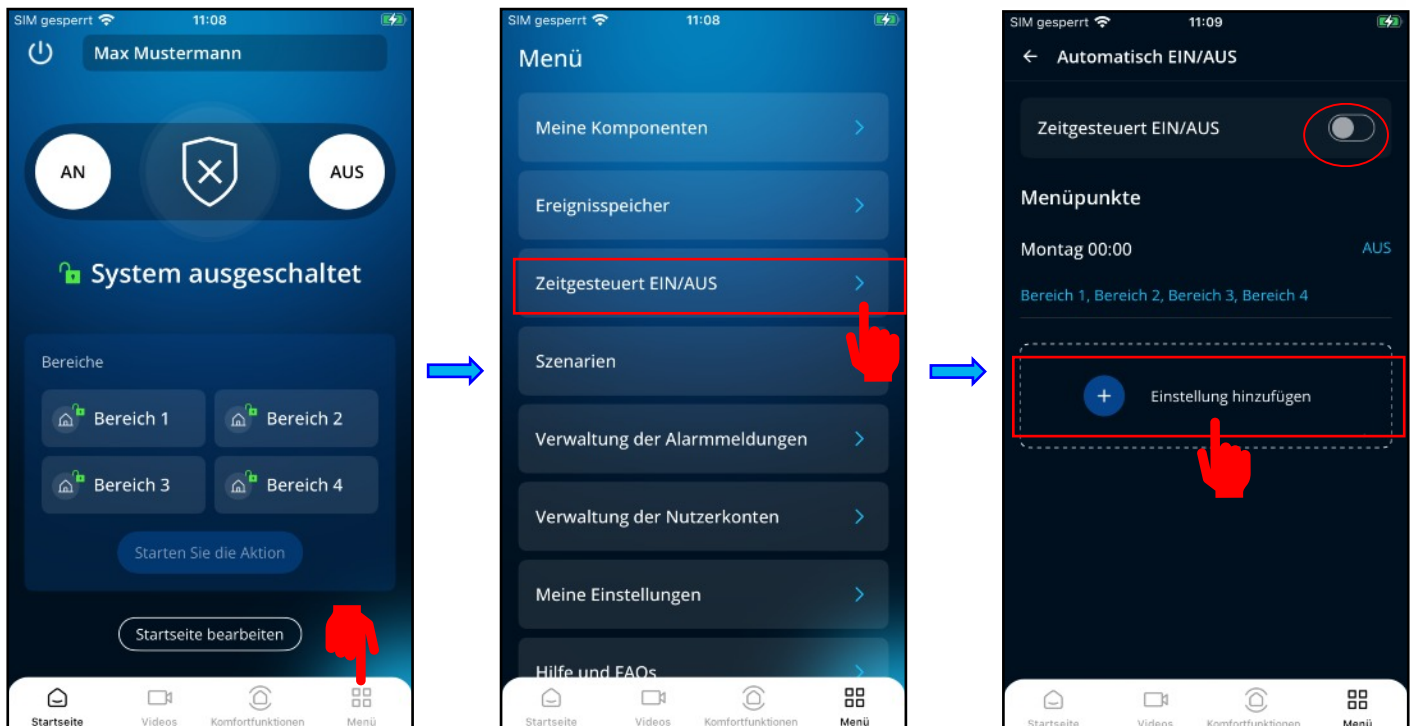 SIM gesperrt 11:08
Max Mustermann
AN
AUS
System ausgeschaltet
Bereiche
Bereich 1
Bereich 2
Bereich 3
Bereich 4
Starten Sie die Aktion
Startseite bearbeiten
Startseite Videos Komfortfunktionen Menü
SIM gesperrt 11:08
Menü
Meine Komponenten
Ereignisspeicher
Zeitgesteuert EIN/AUS
Szenarien
Verwaltung der Alarmmeldungen
Verwaltung der Nutzerkonten
Meine Einstellungen
Hilfe und FAQs
Startseite Videos Komfortfunktionen Menü
SIM gesperrt 11:09
Automatisch EIN/AUS
Zeitgesteuert EIN/AUS
Menüpunkte
Montag 00:00 AUS
Bereich 1, Bereich 2, Bereich 3, Bereich 4
+ Einstellung hinzufügen
Startseite Videos Komfortfunktionen Menü